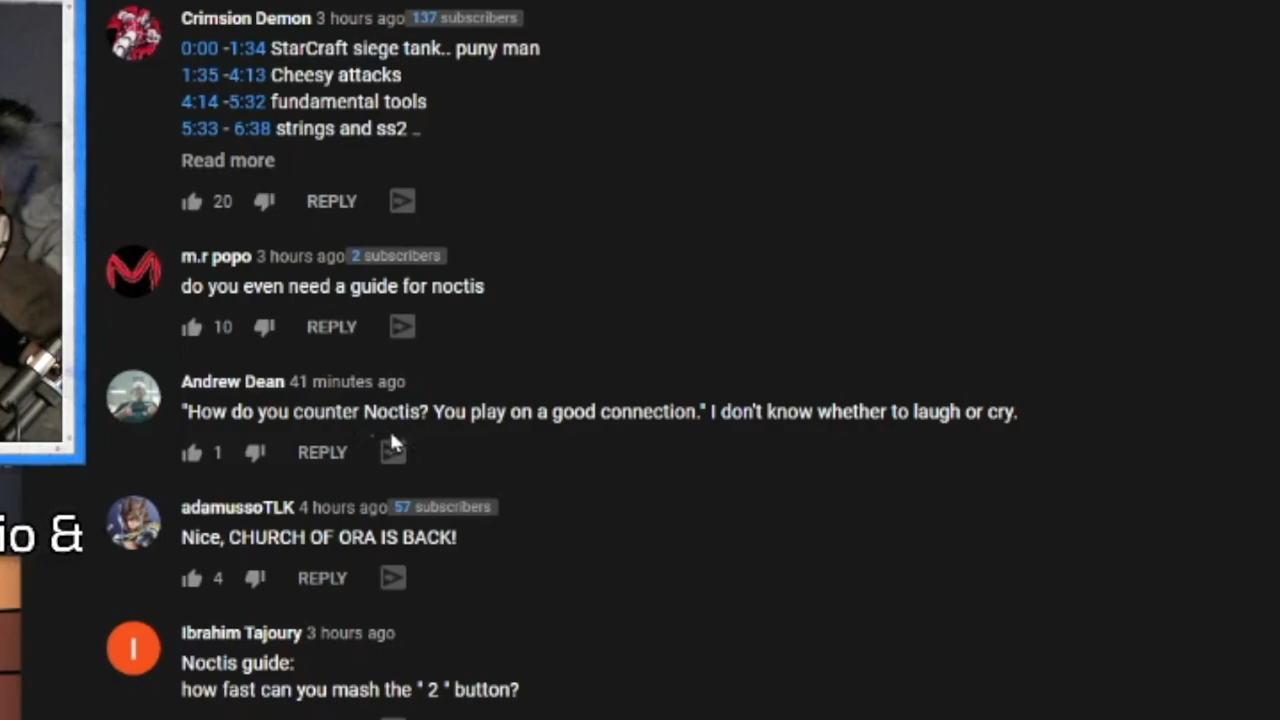 Crimsion Demon 3 hours ago 137 subscribers
0:00 -1:34 StarCraft siege tank.. puny man
1:35 -4:13 Cheesy attacks
4:14 -5:32 fundamental tools
5:33 - 6:38 strings and ss2 ..
Read more
20 REPLY
m.r popo 3 hours ago 2 subscribers
do you even need a guide for noctis
10 REPLY
Andrew Dean 41 minutes ago
"How do you counter Noctis? You play on a good connection." I don't know whether to laugh or cry.
1 REPLY
adamussoTLK 4 hours ago 57 subscribers
Nice, CHURCH OF ORA IS BACK!
io &
4 REPLY
I
Ibrahim Tajoury 3 hours ago
Noctis guide:
how fast can you mash the " 2 " button?